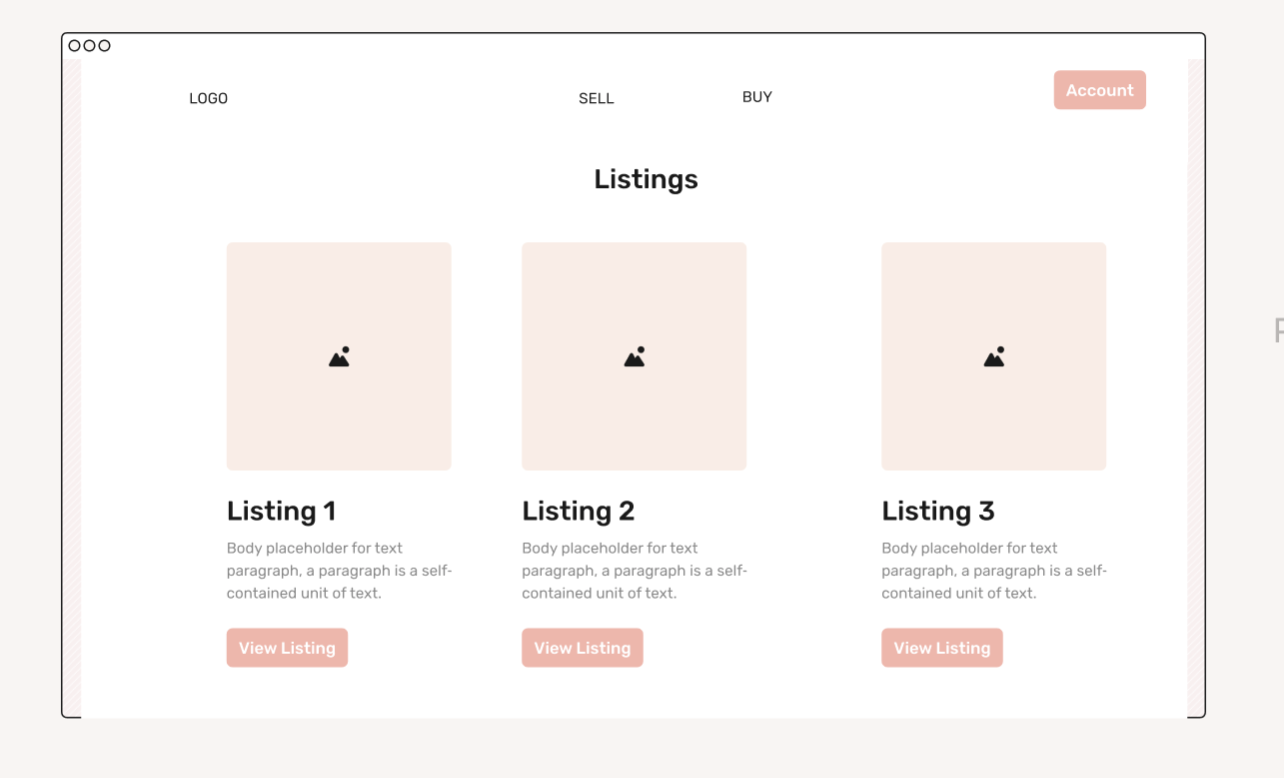 LOGO
SELL
BUY
Account
Listings
Listing 1
Body placeholder for text
paragraph, a paragraph is a self-
contained unit of text.
View Listing
Listing 2
Body placeholder for text
paragraph, a paragraph is a self-
contained unit of text.
View Listing
Listing 3
Body placeholder for text
paragraph, a paragraph is a self-
contained unit of text.
View Listing